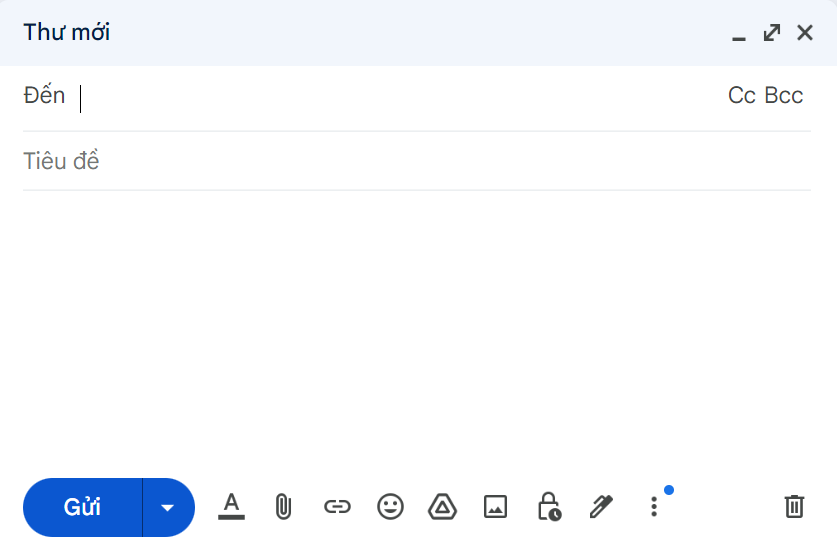 Thư mới
Đến Cc Bcc
Tiêu đề
Gửi